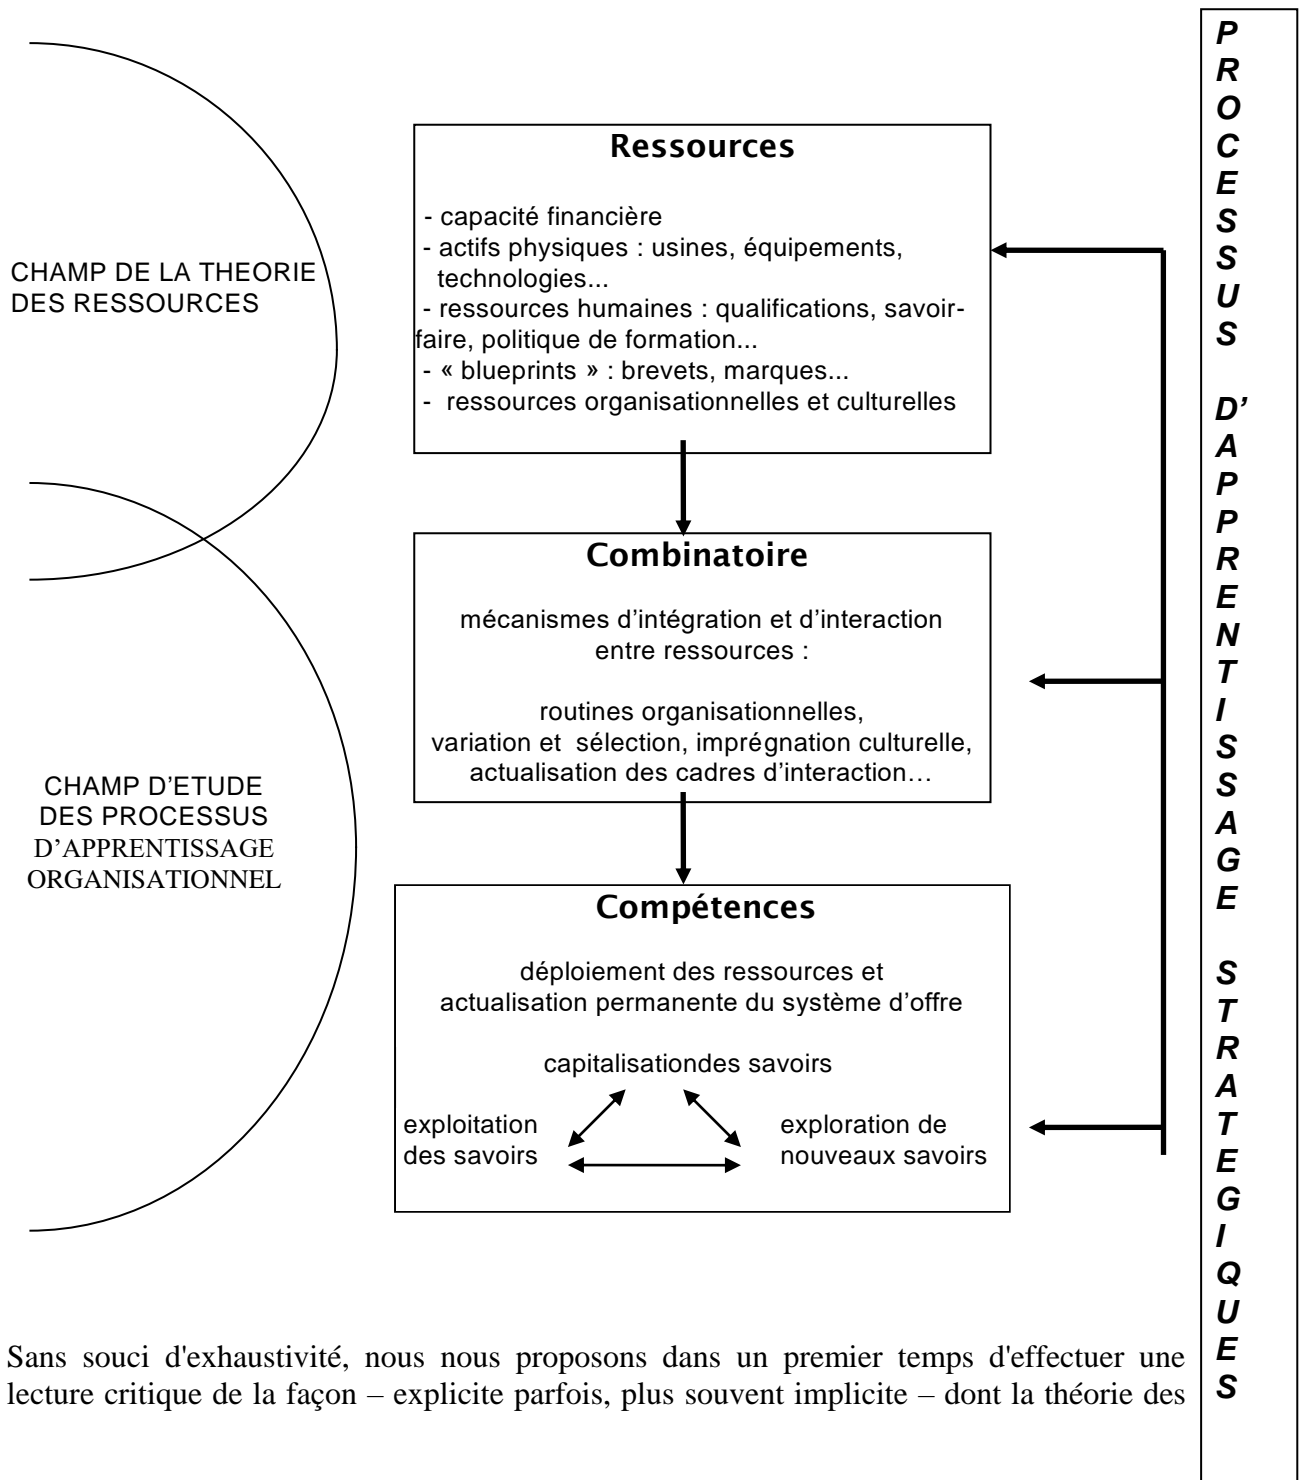 CHAMP DE LA THEORIE
DES RESSOURCES
Ressources
- capacité financière
- actifs physiques : usines, équipements,
technologies...
- ressources humaines : qualifications, savoir-
faire, politique de formation...
- « blueprints » : brevets, marques...
- ressources organisationnelles et culturelles
Combinatoire
mécanismes d'intégration et d'interaction
entre ressources :
routines organisationnelles,
variation et sélection, imprégnation culturelle,
actualisation des cadres d'interaction…
CHAMP D'ETUDE
DES PROCESSUS
D'APPRENTISSAGE
ORGANISATIONNEL
Compétences
déploiement des ressources et
actualisation permanente du système d'offre
capitalisationdes savoirs
exploitation
des savoirs
exploration de
nouveaux savoirs
PROCESSUS D'APPRENTISSAGE STRATEGIQUES
Sans souci d'exhaustivité, nous nous proposons dans un premier temps d'effectuer une
lecture critique de la façon – explicite parfois, plus souvent implicite – dont la théorie des